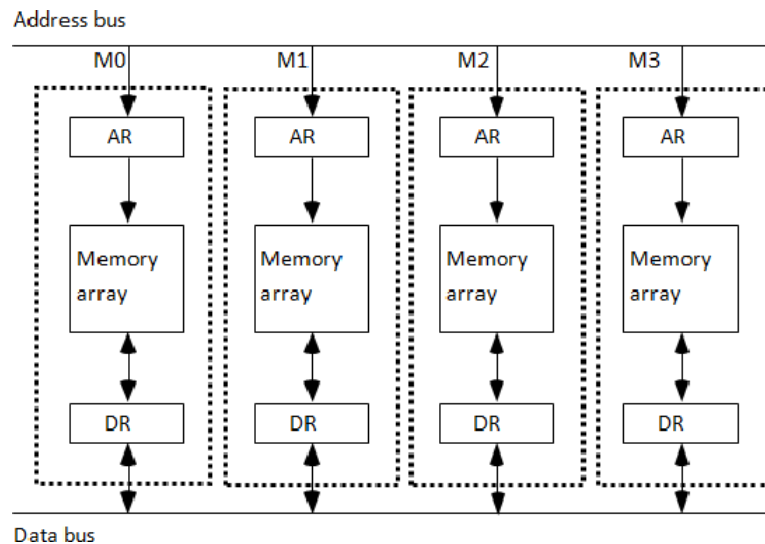 Address bus
M0 M1 M2 M3
AR AR AR AR
Memory Memory Memory Memory
array array array array
DR DR DR DR
Data bus